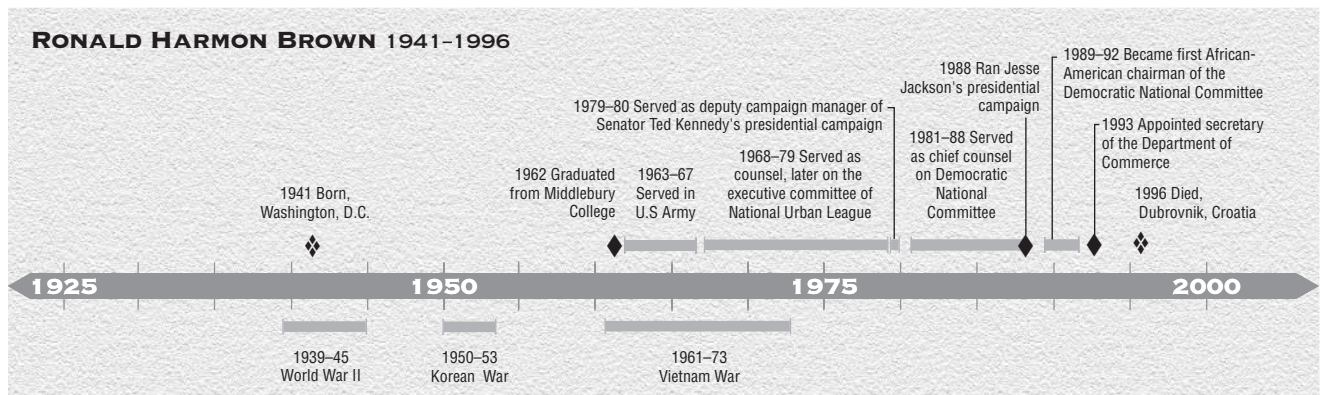 RONALD HARMON BROWN 1941–1996
1989–92 Became first African-
American chairman of the
Democratic National Committee
1988 Ran Jesse
Jackson's presidential
campaign
1979–80 Served as deputy campaign manager of
Senator Ted Kennedy's presidential campaign
1993 Appointed secretary
of the Department of
Commerce
1981–88 Served
as chief counsel
on Democratic
National
Committee
1968–79 Served as
counsel, later on the
executive committee of
National Urban League
1962 Graduated
from Middlebury
College
1963–67
Served in
U.S Army
1941 Born,
Washington, D.C.
1996 Died,
Dubrovnik, Croatia
1925 1950 1975 2000
1939–45
World War II
1950–53
Korean War
1961–73
Vietnam War